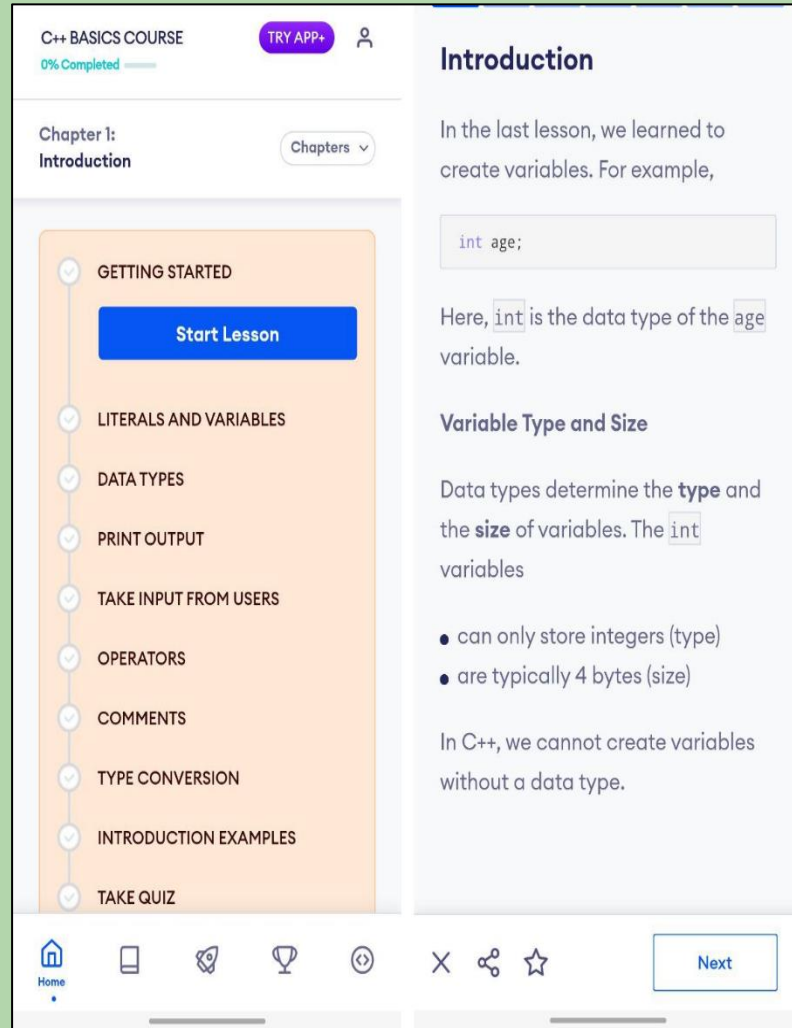 C++ BASICS COURSE
TRY APP+
0% Completed
Chapter 1:
Introduction
Chapters
GETTING STARTED
Start Lesson
LITERALS AND VARIABLES
DATA TYPES
PRINT OUTPUT
TAKE INPUT FROM USERS
OPERATORS
COMMENTS
TYPE CONVERSION
INTRODUCTION EXAMPLES
TAKE QUIZ
Home
Introduction
In the last lesson, we learned to
create variables. For example,
int age;
Here, int is the data type of the age
variable.
Variable Type and Size
Data types determine the type and
the size of variables. The int
variables
• can only store integers (type)
• are typically 4 bytes (size)
In C++, we cannot create variables
without a data type.
Next